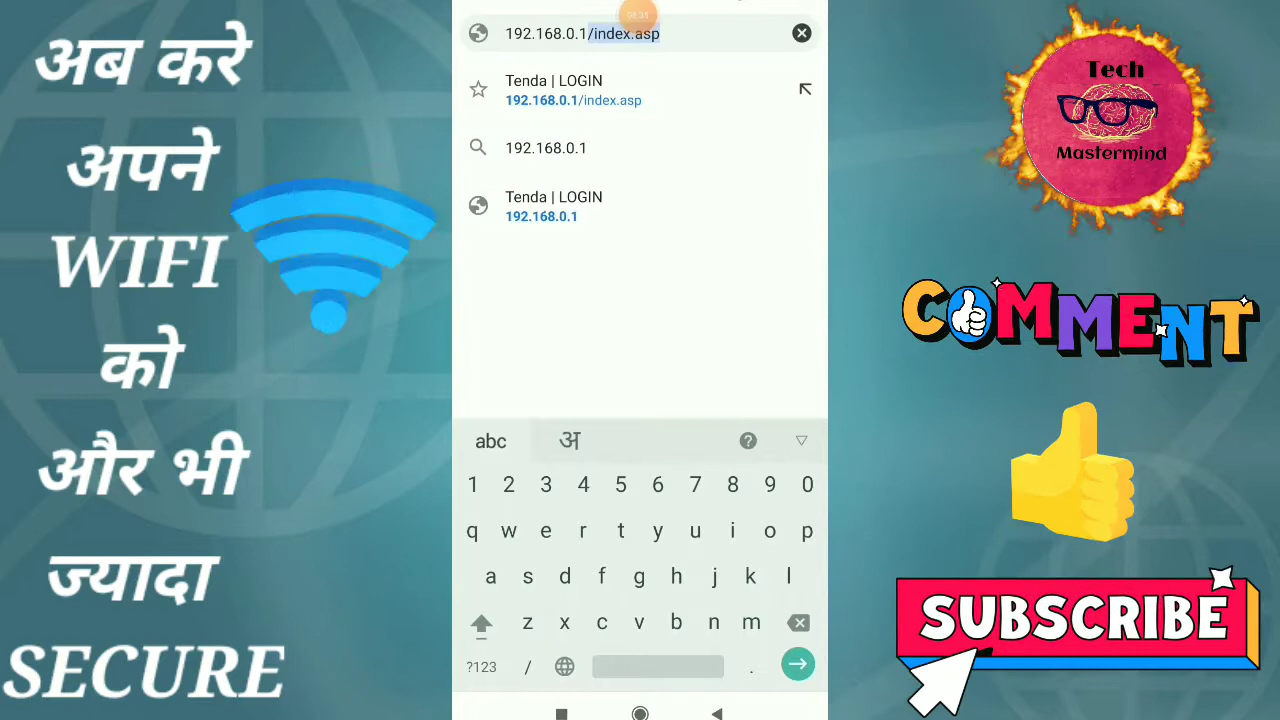 अब करे
अपने
WIFI
को
और भी
ज्यादा
SECURE
192.168.0.1/index.asp
Tenda | LOGIN
192.168.0.1/index.asp
192.168.0.1
Tenda | LOGIN
192.168.0.1
abc अ
1 2 3 4 5 6 7 8 9 0
q w e r t y u i o p
a s d f g h j k l
z x c v b n m
?123 / .
Tech
Mastermind
COMMENT
SUBSCRIBE